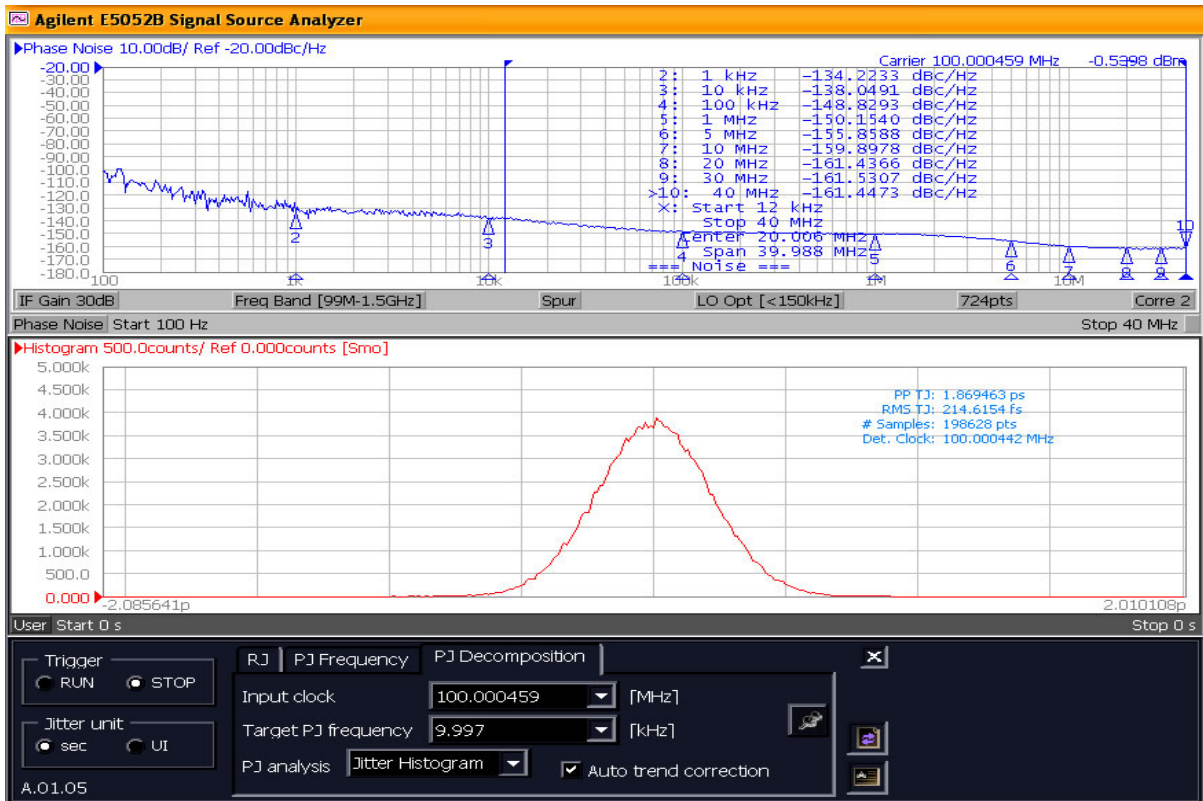 Agilent E5052B Signal Source Analyzer
▶Phase Noise 10.00dB/ Ref -20.00dBc/Hz
Carrier 100.000459 MHz
-20.00
-30.00
-40.00
-50.00
-60.00
-70.00
-80.00
-90.00
-100.0
-110.0
-120.0
-130.0
-140.0
-150.0
-160.0
-170.0
-180.0
2: 1 kHz -134.2233 dBc/Hz
3: 10 kHz -138.0491 dBc/Hz
4: 100 kHz -148.8293 dBc/Hz
5: 1 MHz -150.1540 dBc/Hz
6: 5 MHz -155.8588 dBc/Hz
7: 10 MHz -159.8978 dBc/Hz
8: 20 MHz -161.4366 dBc/Hz
9: 30 MHz -161.5307 dBc/Hz
>10: 40 MHz -161.4473 dBc/Hz
X: Start 12 kHz
Stop 40 MHz
Center 20.006 MHz
Span 39.988 MHz
=== Noise ===
2 3 4 5 6 7 8 9 10
100 1k 10k 100k 1M 10M
IF Gain 30dB Freq Band [99M-1.5GHz] Spur LO Opt [<150kHz] 724pts Corre 2
Phase Noise Start 100 Hz Stop 40 MHz
▶Histogram 500.0counts/ Ref 0.000counts [Smo]
5.000k
4.500k
4.000k
3.500k
3.000k
2.500k
2.000k
1.500k
1.000k
500.0
0.000
PP TJ: 1.869463 ps
RMS TJ: 214.6154 fs
# Samples: 198628 pts
Det. Clock: 100.000442 MHz
-2.085641p 2.010108p
User Start 0 s Stop 0 s
Trigger
RUN STOP
Jitter unit
sec UI
A.01.05
RJ PJ Frequency PJ Decomposition
Input clock 100.000459 [MHz]
Target PJ frequency 9.997 [kHz]
PJ analysis Jitter Histogram Auto trend correction